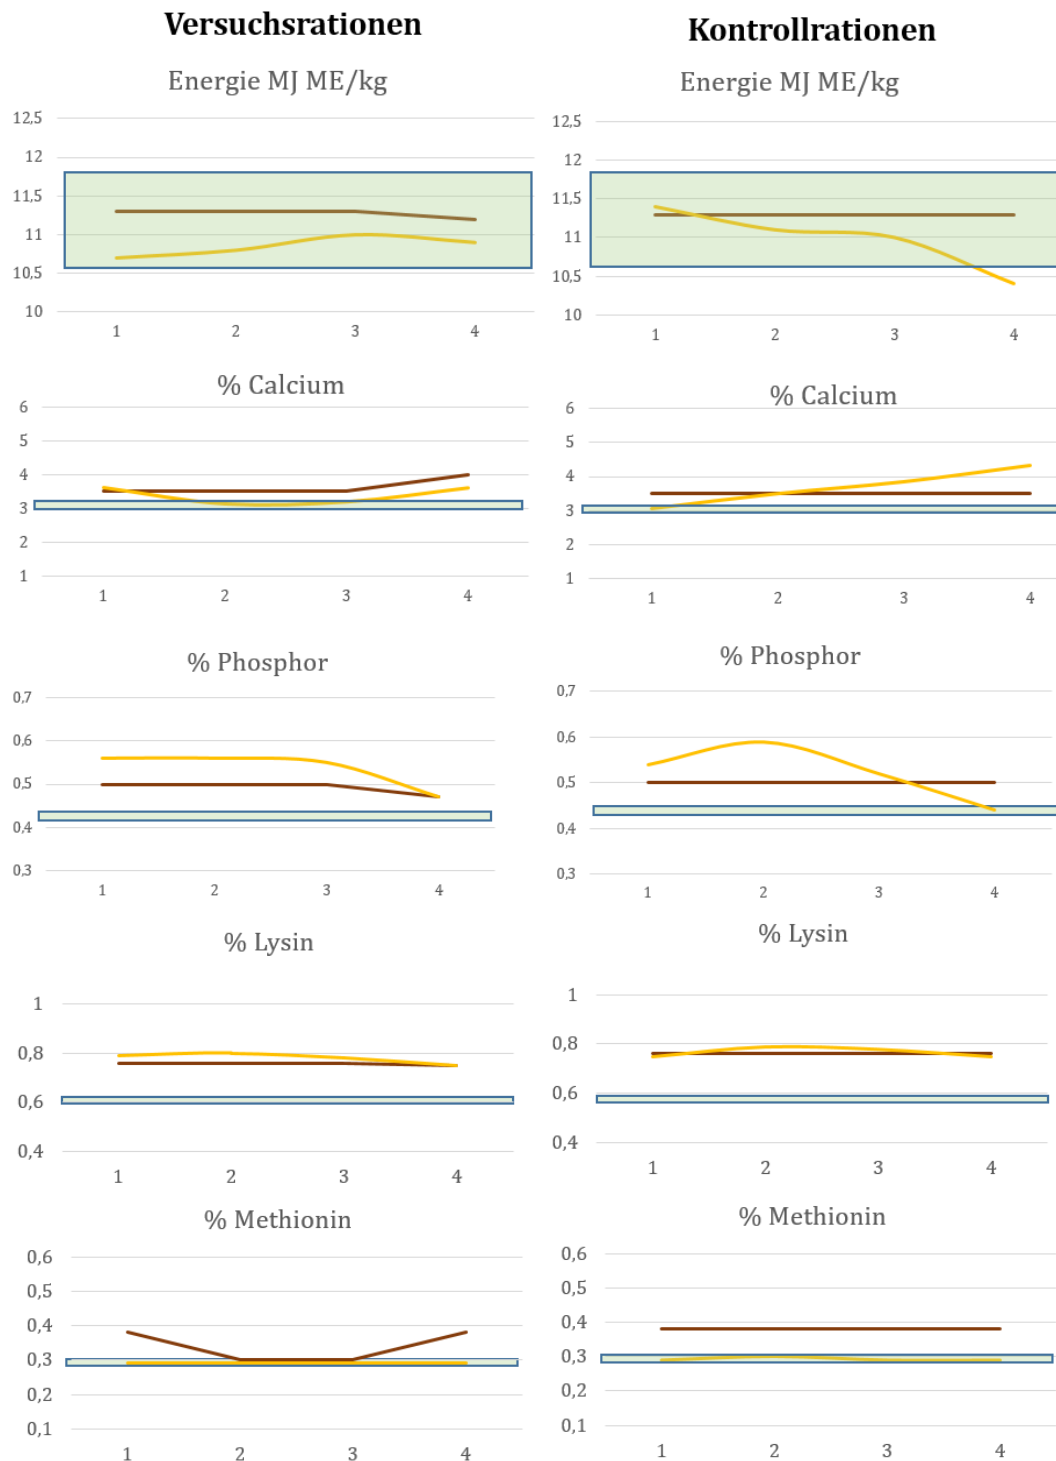 Versuchsrationen
Kontrollrationen
Energie MJ ME/kg
12,5
12
11,5
11
10,5
10
1 2 3 4
Energie MJ ME/kg
12,5
12
11,5
11
10,5
10
1 2 3 4
% Calcium
6
5
4
3
2
1
1 2 3 4
% Calcium
6
5
4
3
2
1
1 2 3 4
% Phosphor
0,7
0,6
0,5
0,4
0,3
1 2 3 4
% Phosphor
0,7
0,6
0,5
0,4
0,3
1 2 3 4
% Lysin
1
0,8
0,6
0,4
1 2 3 4
% Lysin
1
0,8
0,6
0,4
1 2 3 4
% Methionin
0,6
0,5
0,4
0,3
0,2
0,1
1 2 3 4
% Methionin
0,6
0,5
0,4
0,3
0,2
0,1
1 2 3 4